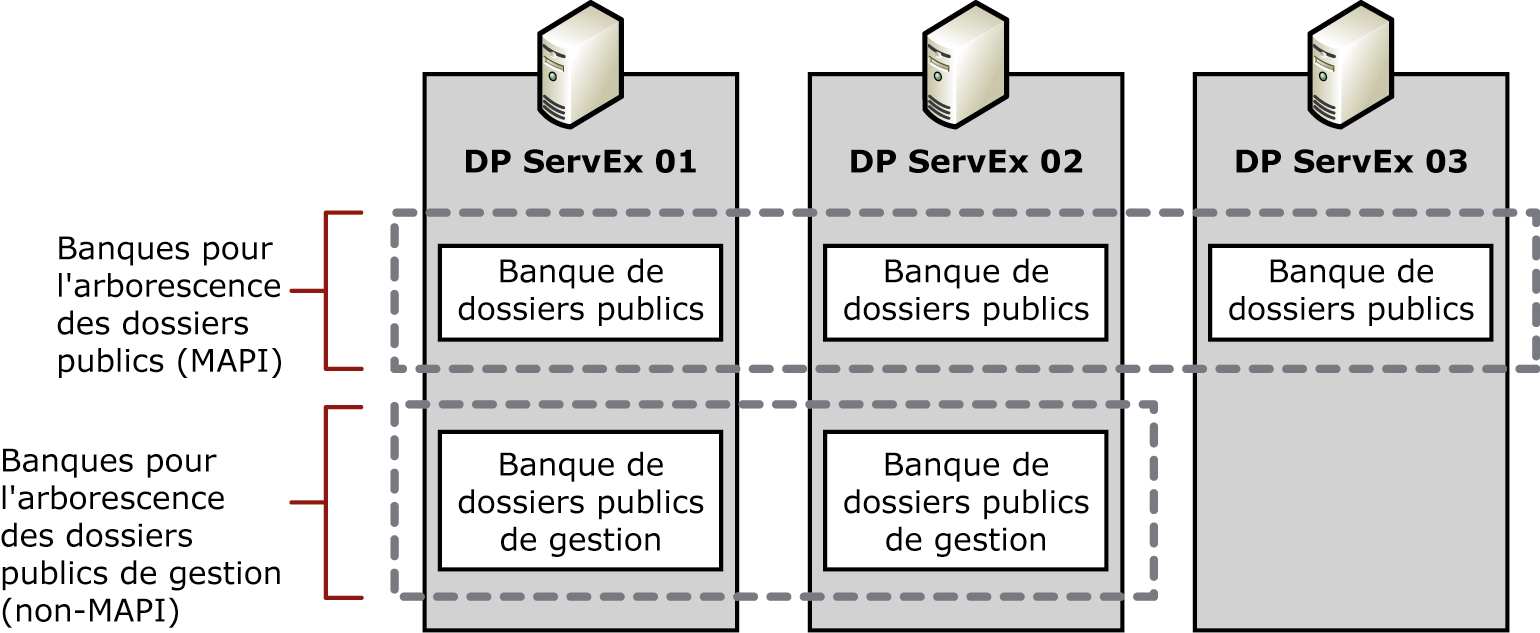 DP ServEx 01
DP ServEx 02
DP ServEx 03
Banques pour
l'arborescence
des dossiers
publics (MAPI)
Banque de
dossiers publics
Banque de
dossiers publics
Banque de
dossiers publics
Banques pour
l'arborescence
des dossiers
publics de gestion
(non-MAPI)
Banque de
dossiers publics
de gestion
Banque de
dossiers publics
de gestion